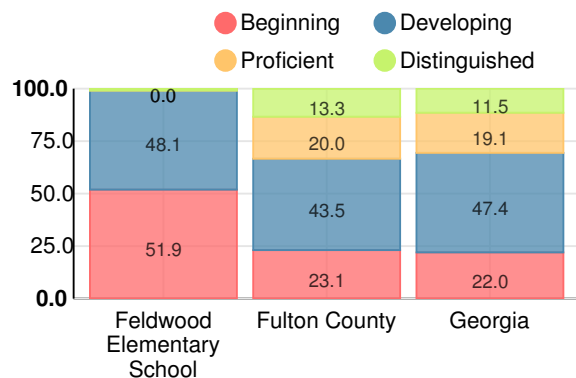 Beginning
Developing
Proficient
Distinguished
100.0
75.0
50.0
25.0
0.0
0.0
48.1
51.9
13.3
20.0
43.5
23.1
11.5
19.1
47.4
22.0
Feldwood
Elementary
School
Fulton County
Georgia